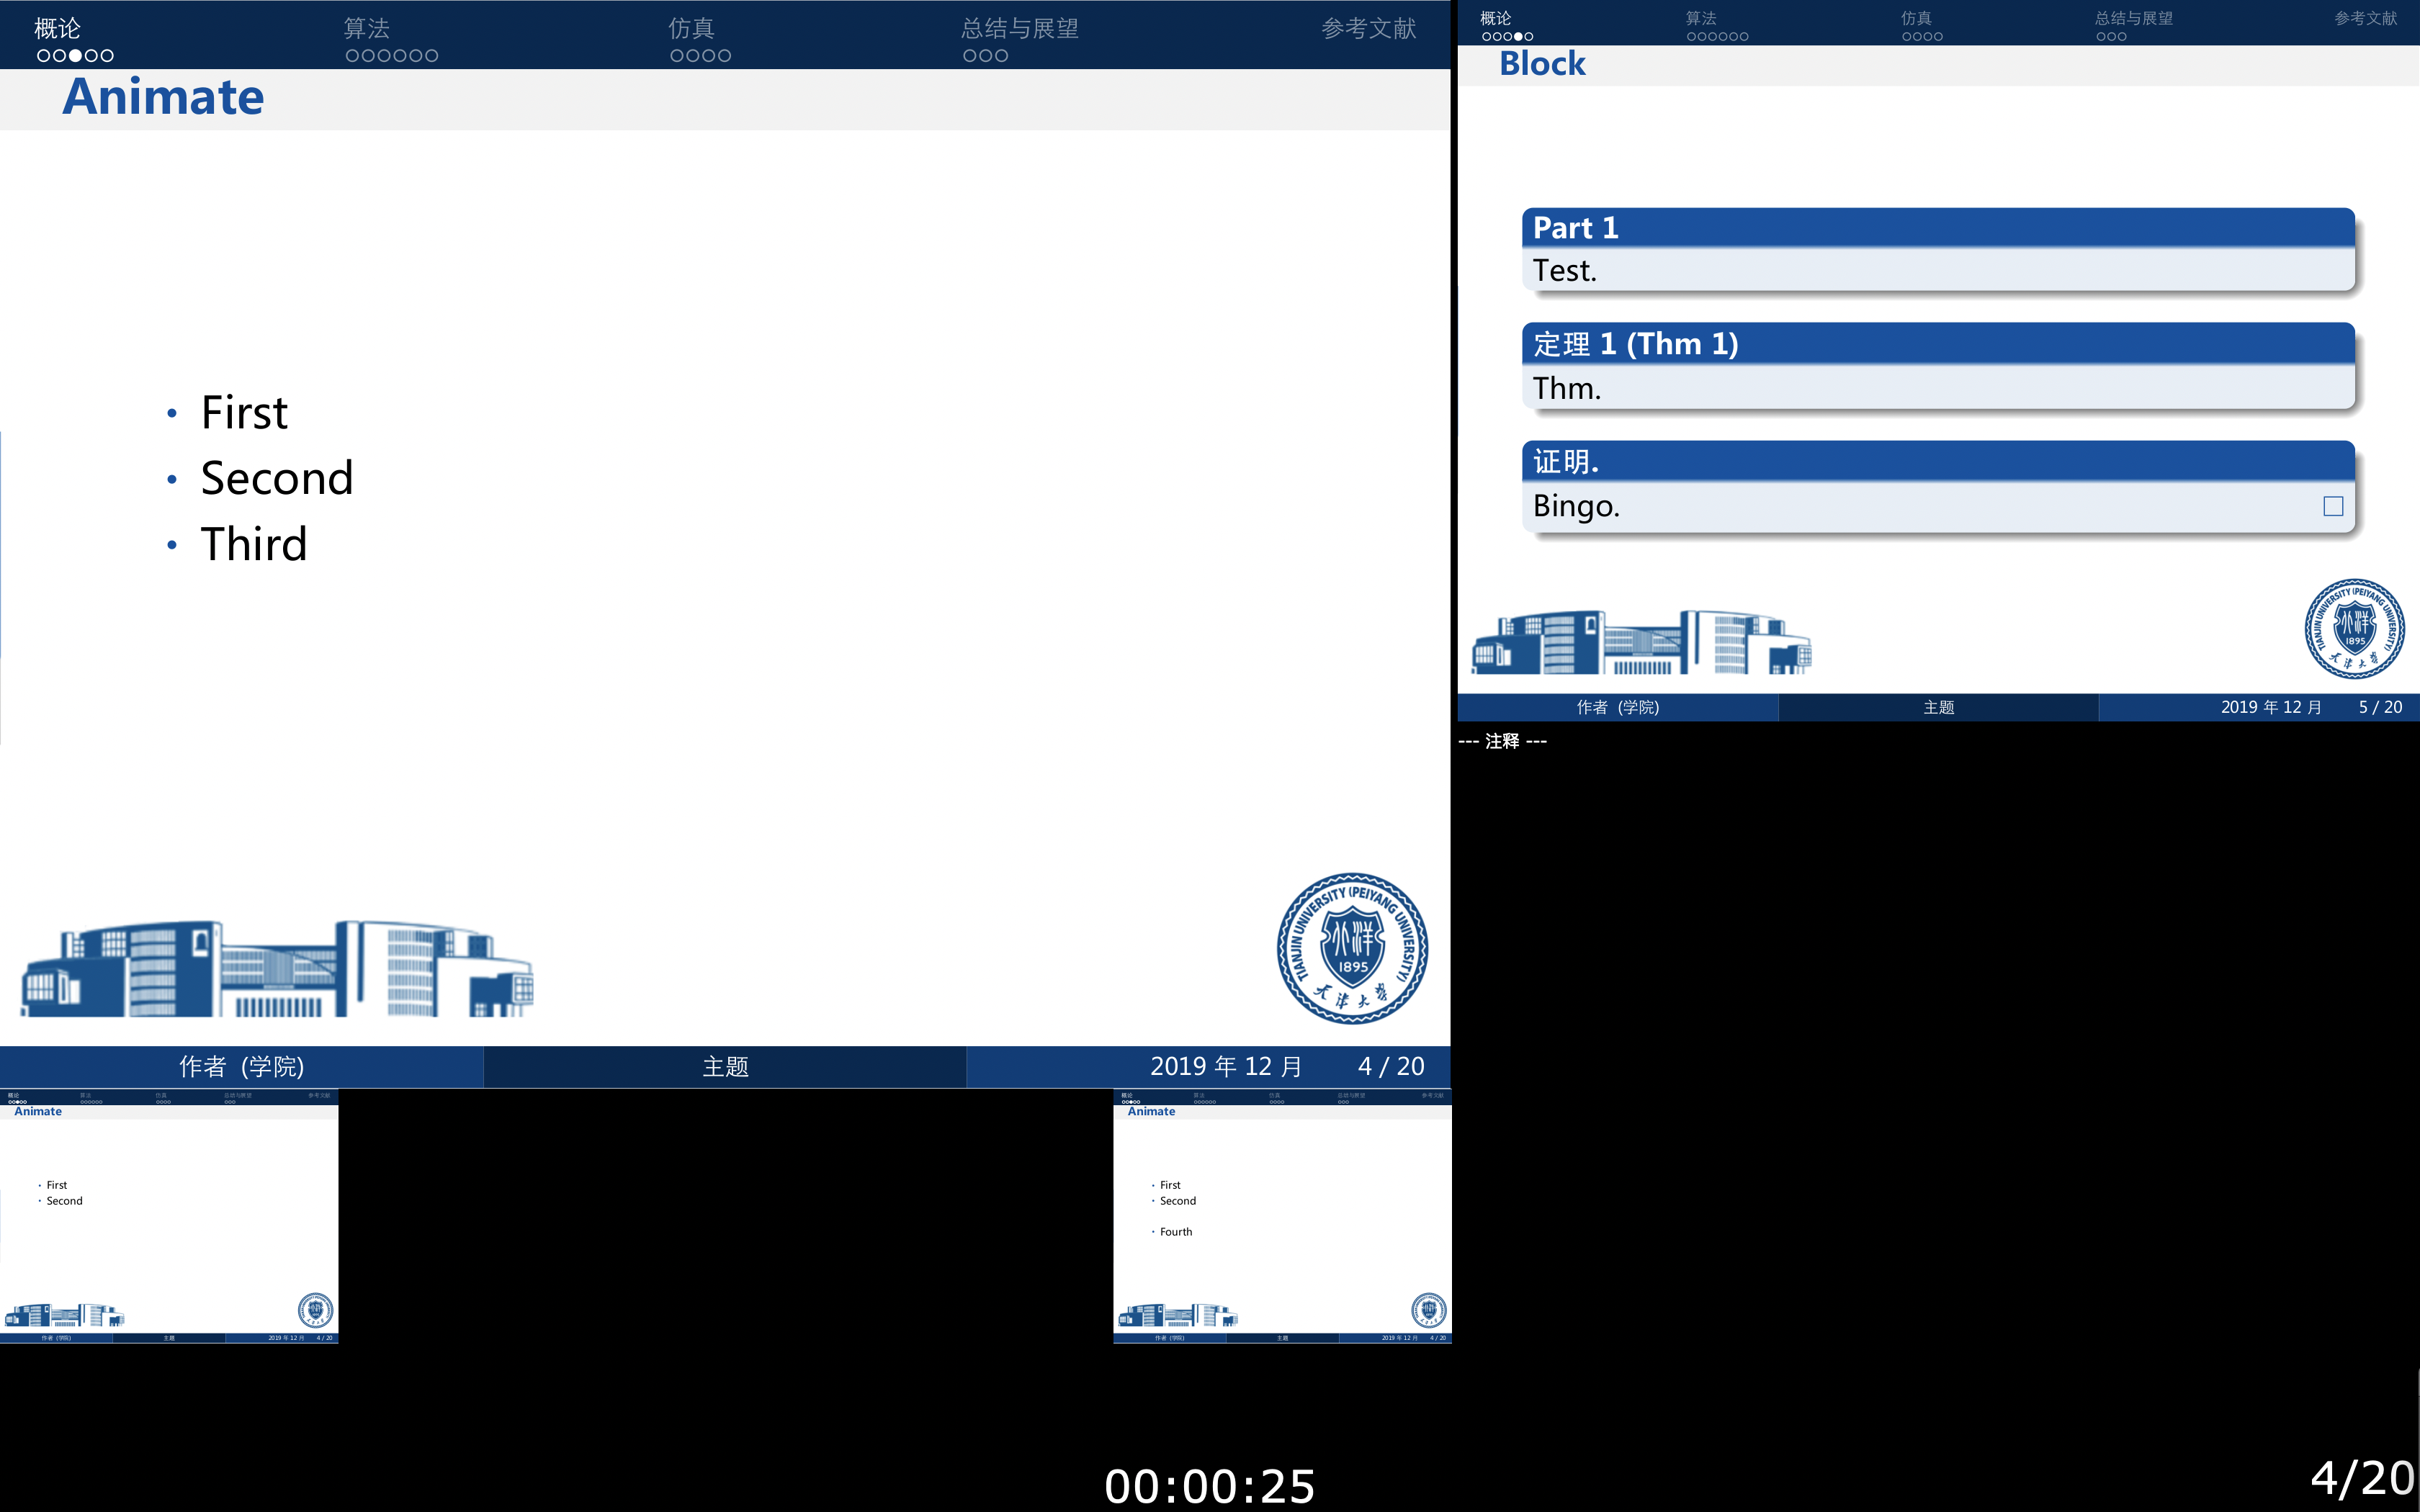 概论 算法 仿真 总结与展望 参考文献
Animate
• First
• Second
• Third
TIANJIN UNIVERSITY (PEIYANG UNIVERSITY)
北洋
1895
天津大学
作者 (学院) 主题 2019 年 12 月 4 / 20
概论 算法 仿真 总结与展望 参考文献
Block
Part 1
Test.
定理 1 (Thm 1)
Thm.
证明.
Bingo.
TIANJIN UNIVERSITY (PEIYANG UNIVERSITY)
北洋
1895
天津大学
作者 (学院) 主题 2019 年 12 月 5 / 20
--- 注释 ---
概论 算法 仿真 总结与展望 参考文献
Animate
• First
• Second
作者 (学院) 主题 2019 年 12 月 4 / 20
概论 算法 仿真 总结与展望 参考文献
Animate
• First
• Second
• Fourth
作者 (学院) 主题 2019 年 12 月 4 / 20
00:00:25
4/20